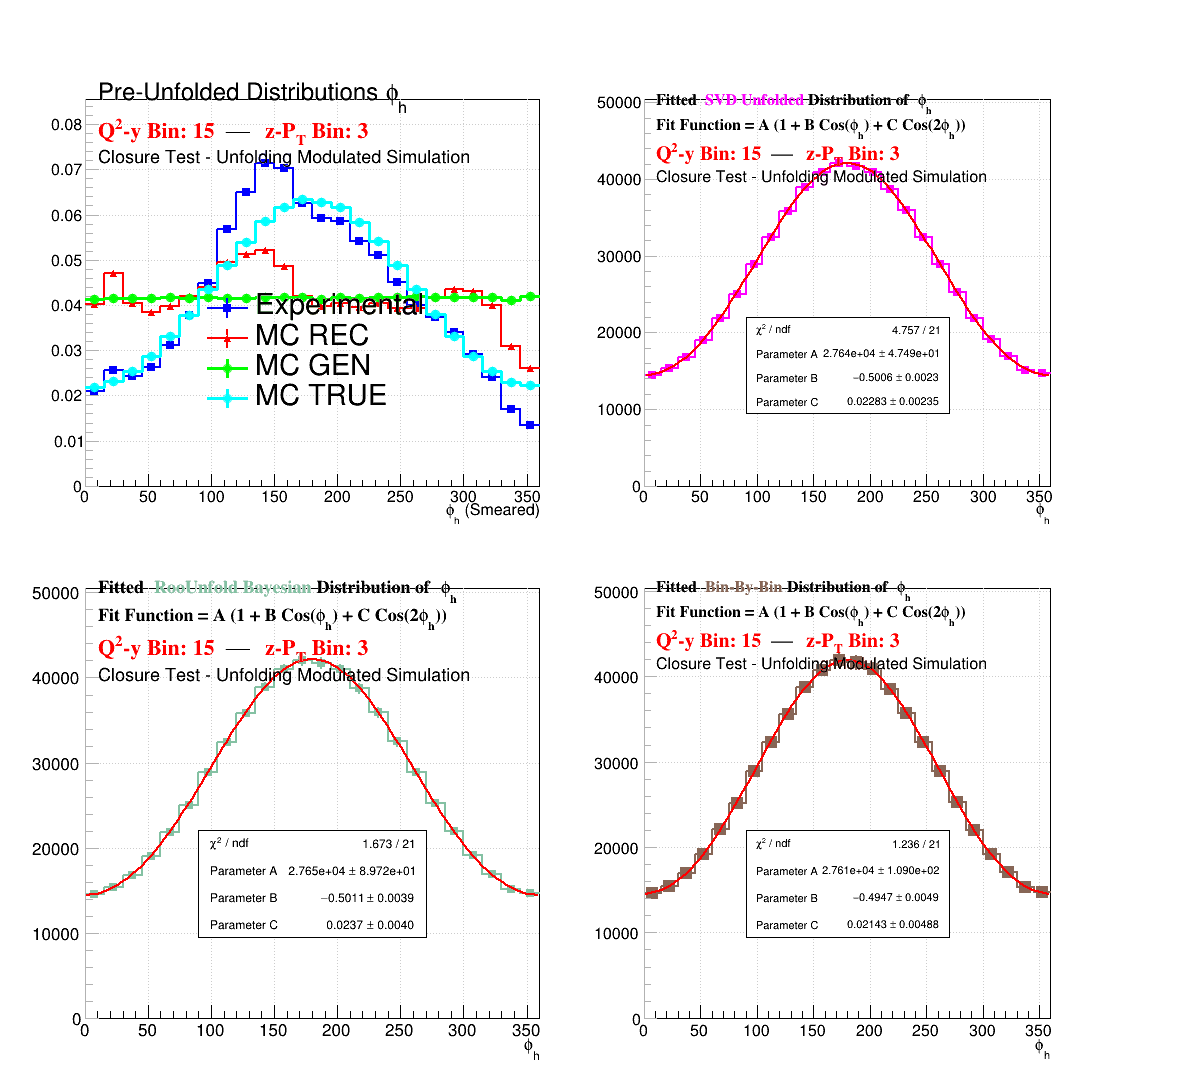 Pre-Unfolded Distributions ϕh
Q²-y Bin: 15 — z-PT Bin: 3
Closure Test - Unfolding Modulated Simulation
0.08
0.07
0.06
0.05
0.04
0.03
0.02
0.01
0
Experimental
MC REC
MC GEN
MC TRUE
0 50 100 150 200 250 300 350
ϕh (Smeared)
Fitted SVD Unfolded Distribution of ϕh
Fit Function = A (1 + B Cos(ϕh) + C Cos(2ϕh))
Q²-y Bin: 15 — z-PT Bin: 3
Closure Test - Unfolding Modulated Simulation
50000
40000
30000
20000
10000
0
χ² / ndf 4.757 / 21
Parameter A 2.764e+04 ± 4.749e+01
Parameter B −0.5006 ± 0.0023
Parameter C 0.02283 ± 0.00235
0 50 100 150 200 250 300 350
ϕh
Fitted RooUnfold Bayesian Distribution of ϕh
Fit Function = A (1 + B Cos(ϕh) + C Cos(2ϕh))
Q²-y Bin: 15 — z-PT Bin: 3
Closure Test - Unfolding Modulated Simulation
50000
40000
30000
20000
10000
0
χ² / ndf 1.673 / 21
Parameter A 2.765e+04 ± 8.972e+01
Parameter B −0.5011 ± 0.0039
Parameter C 0.0237 ± 0.0040
0 50 100 150 200 250 300 350
ϕh
Fitted Bin-By-Bin Distribution of ϕh
Fit Function = A (1 + B Cos(ϕh) + C Cos(2ϕh))
Q²-y Bin: 15 — z-PT Bin: 3
Closure Test - Unfolding Modulated Simulation
50000
40000
30000
20000
10000
0
χ² / ndf 1.236 / 21
Parameter A 2.761e+04 ± 1.090e+02
Parameter B −0.4947 ± 0.0049
Parameter C 0.02143 ± 0.00488
0 50 100 150 200 250 300 350
ϕh